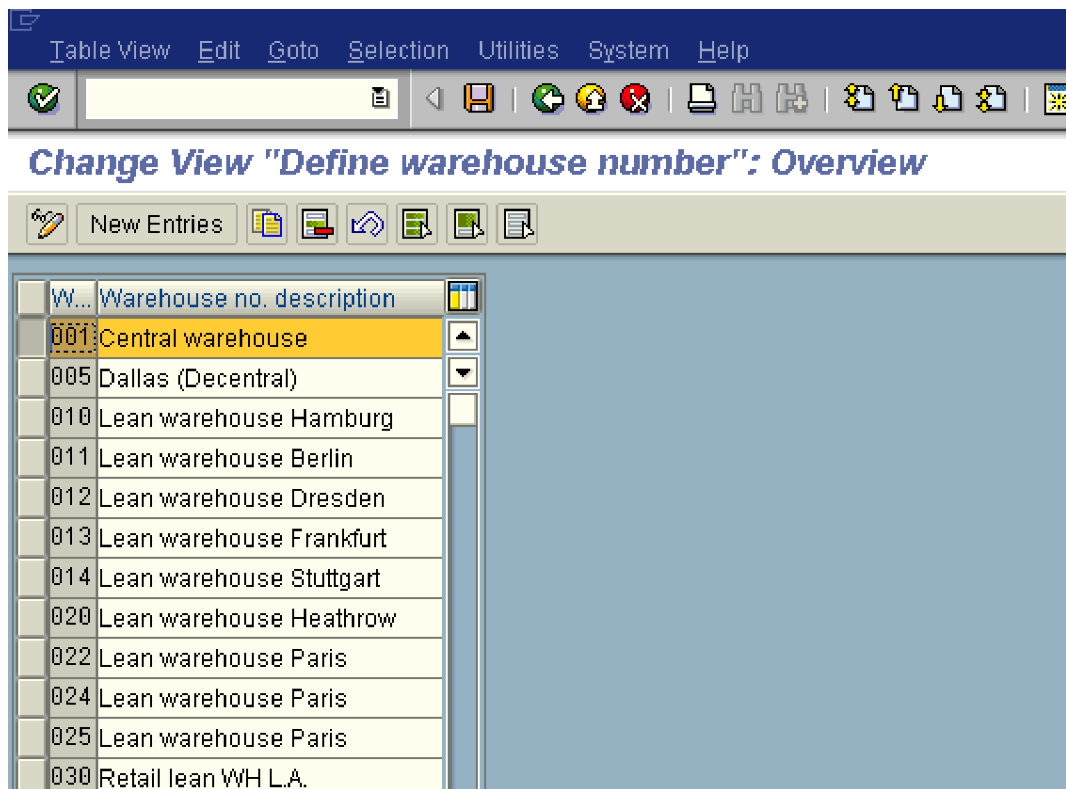 Table View Edit Goto Selection Utilities System Help
Change View "Define warehouse number": Overview
New Entries
W... Warehouse no. description
001 Central warehouse
005 Dallas (Decentral)
010 Lean warehouse Hamburg
011 Lean warehouse Berlin
012 Lean warehouse Dresden
013 Lean warehouse Frankfurt
014 Lean warehouse Stuttgart
020 Lean warehouse Heathrow
022 Lean warehouse Paris
024 Lean warehouse Paris
025 Lean warehouse Paris
030 Retail lean WH L.A.